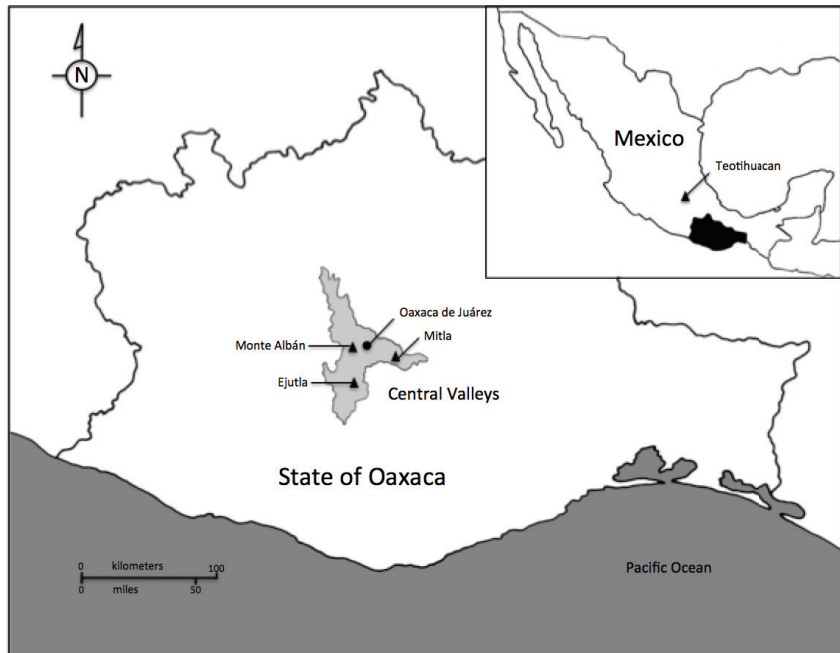 N
Mexico
Teotihuacan
Oaxaca de Juárez
Monte Albán
Mitla
Ejutla
Central Valleys
State of Oaxaca
0 kilometers 100
0 miles 50
Pacific Ocean